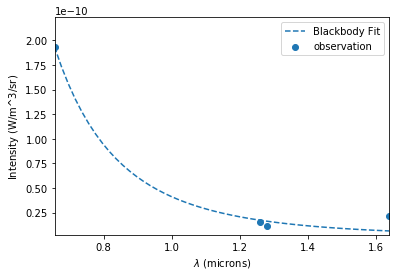 1e−10
Blackbody Fit
observation
2.00
1.75
1.50
1.25
1.00
0.75
0.50
0.25
Intensity (W/m^3/sr)
0.8 1.0 1.2 1.4 1.6
λ (microns)